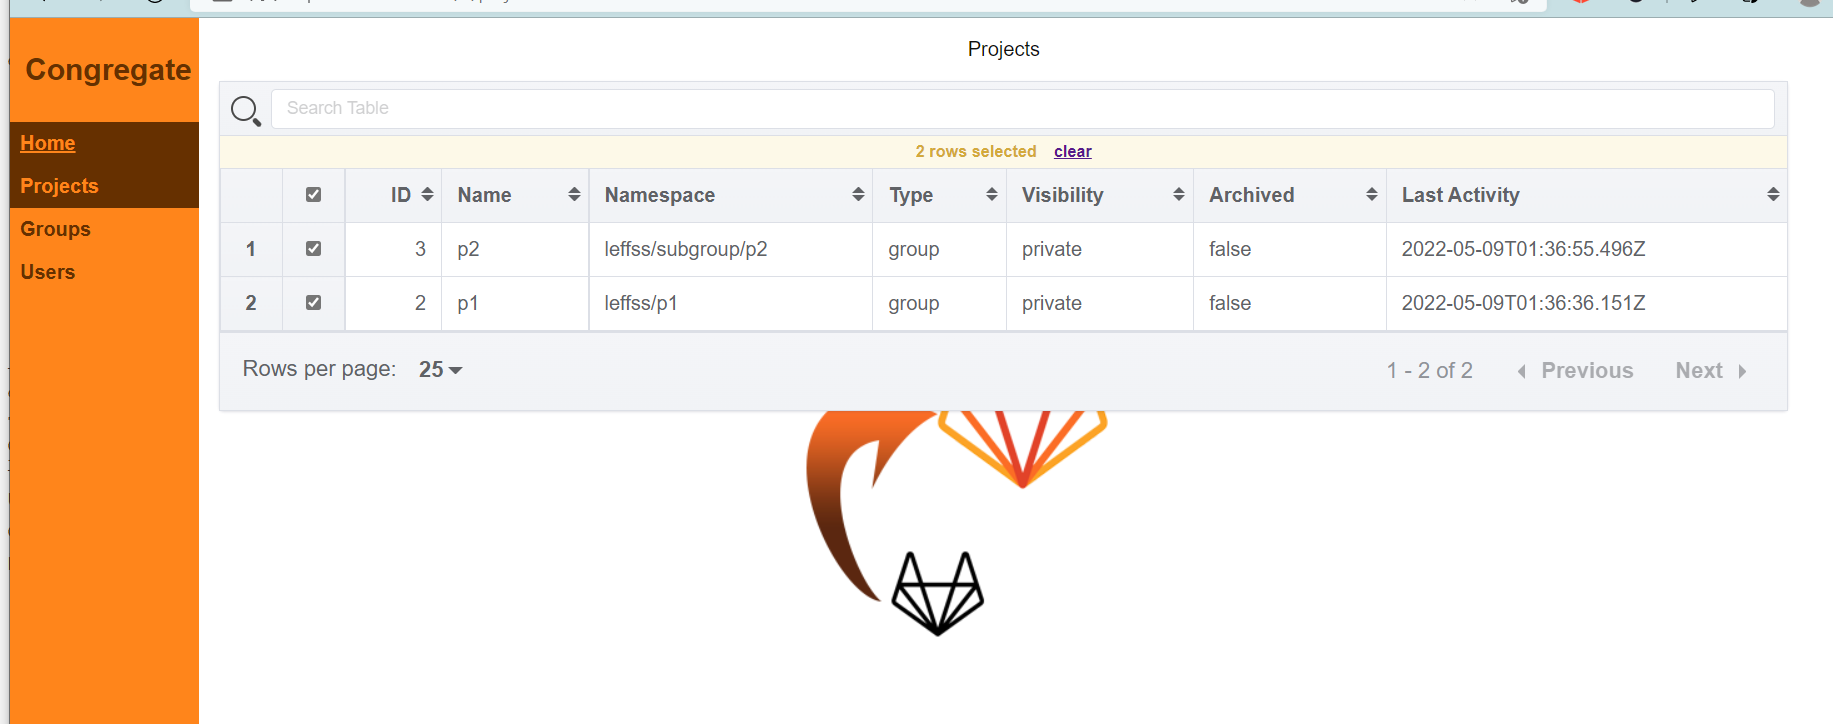 Congregate
Home
Projects
Groups
Users
Projects
Search Table
2 rows selected clear
ID Name Namespace Type Visibility Archived Last Activity
1 3 p2 leffss/subgroup/p2 group private false 2022-05-09T01:36:55.496Z
2 2 p1 leffss/p1 group private false 2022-05-09T01:36:36.151Z
Rows per page: 25 1 - 2 of 2 Previous Next